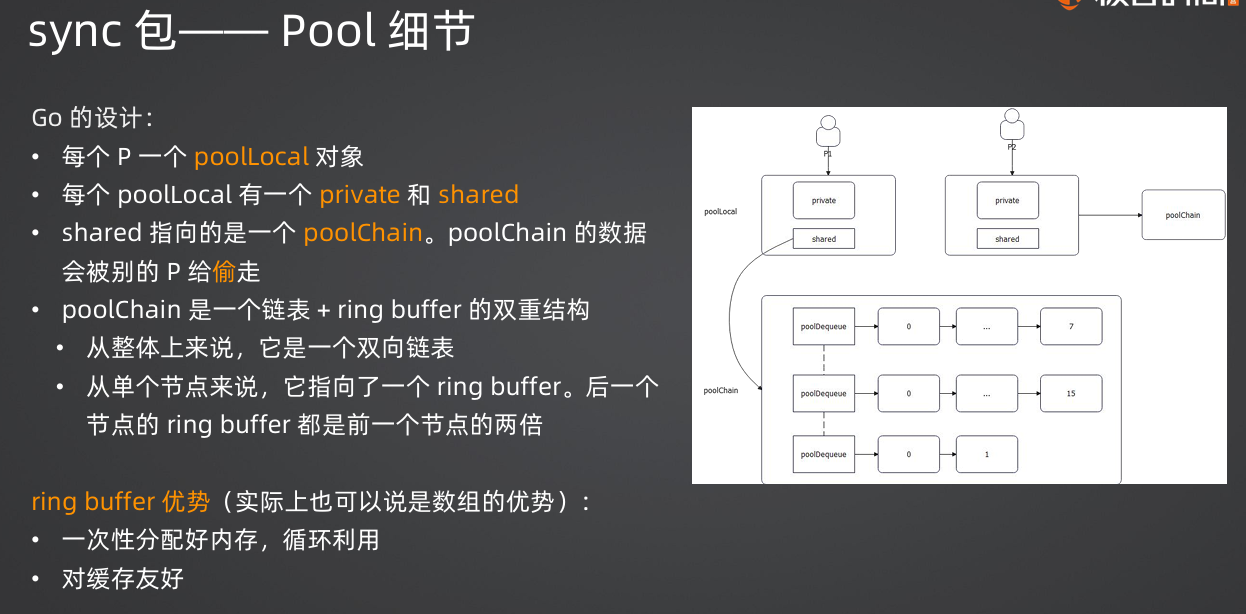 sync 包—— Pool 细节
Go 的设计：
• 每个 P 一个 poolLocal 对象
• 每个 poolLocal 有一个 private 和 shared
• shared 指向的是一个 poolChain。poolChain 的数据
会被别的 P 给偷走
• poolChain 是一个链表 + ring buffer 的双重结构
• 从整体上来说，它是一个双向链表
• 从单个节点来说，它指向了一个 ring buffer。后一个
节点的 ring buffer 都是前一个节点的两倍
ring buffer 优势（实际上也可以说是数组的优势）：
• 一次性分配好内存，循环利用
• 对缓存友好
P1
P2
private
private
poolLocal
poolChain
shared
shared
poolDequeue
0
...
7
poolChain
poolDequeue
0
...
15
poolDequeue
0
1